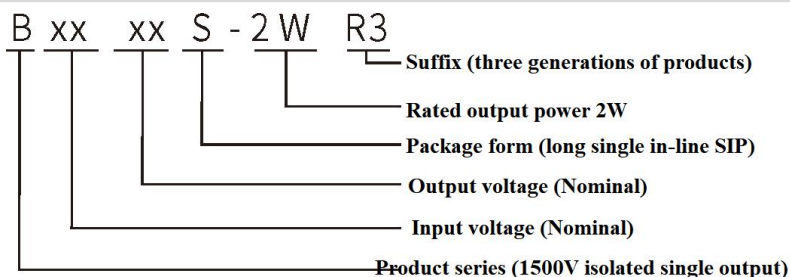 B xx xx S - 2 W R3
Suffix (three generations of products)
Rated output power 2W
Package form (long single in-line SIP)
Output voltage (Nominal)
Input voltage (Nominal)
Product series (1500V isolated single output)